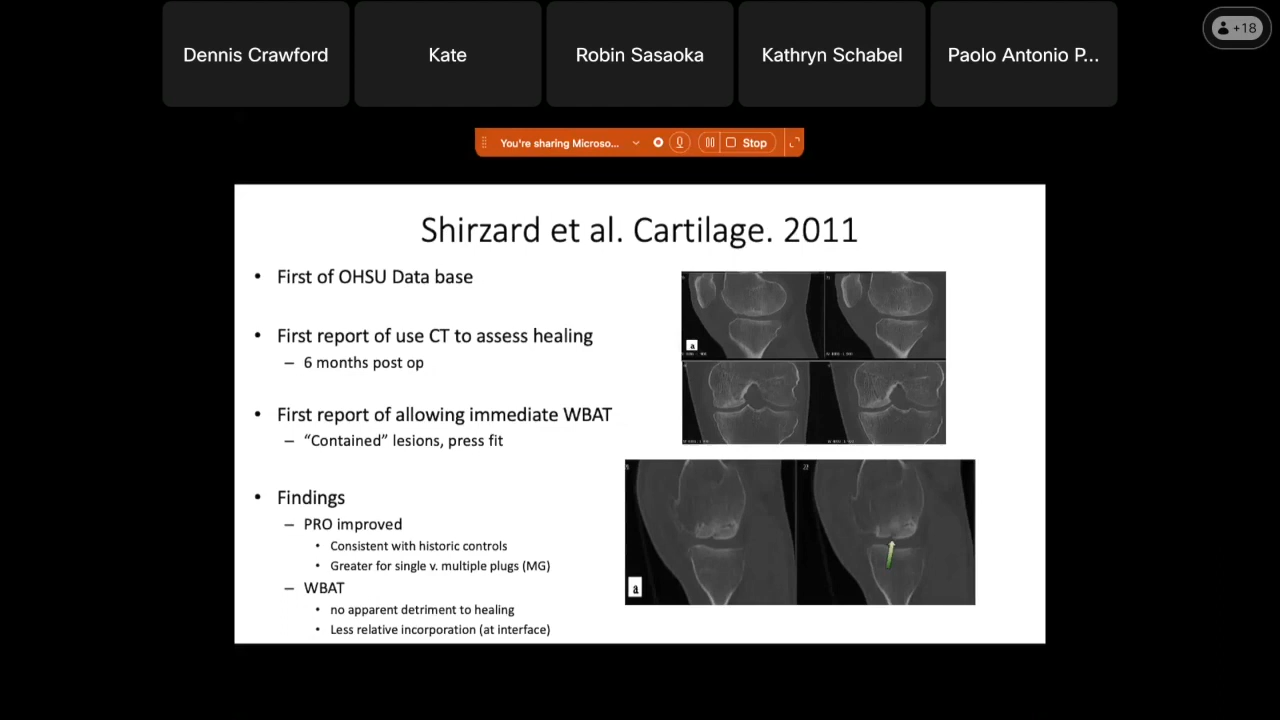 Dennis Crawford
Kate
Robin Sasaoka
Kathryn Schabel
Paolo Antonio P...
+18
You're sharing Microso...
Stop
Shirzard et al. Cartilage. 2011
• First of OHSU Data base
• First report of use CT to assess healing
– 6 months post op
• First report of allowing immediate WBAT
– “Contained” lesions, press fit
• Findings
– PRO improved
• Consistent with historic controls
• Greater for single v. multiple plugs (MG)
– WBAT
• no apparent detriment to healing
• Less relative incorporation (at interface)
a
a